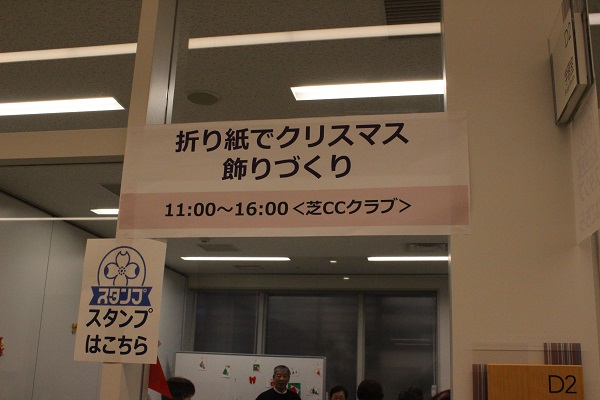 折り紙でクリスマス
飾りづくり
11:00～16:00＜芝CCクラブ＞
スタンプ
スタンプ
はこちら
D2
D2